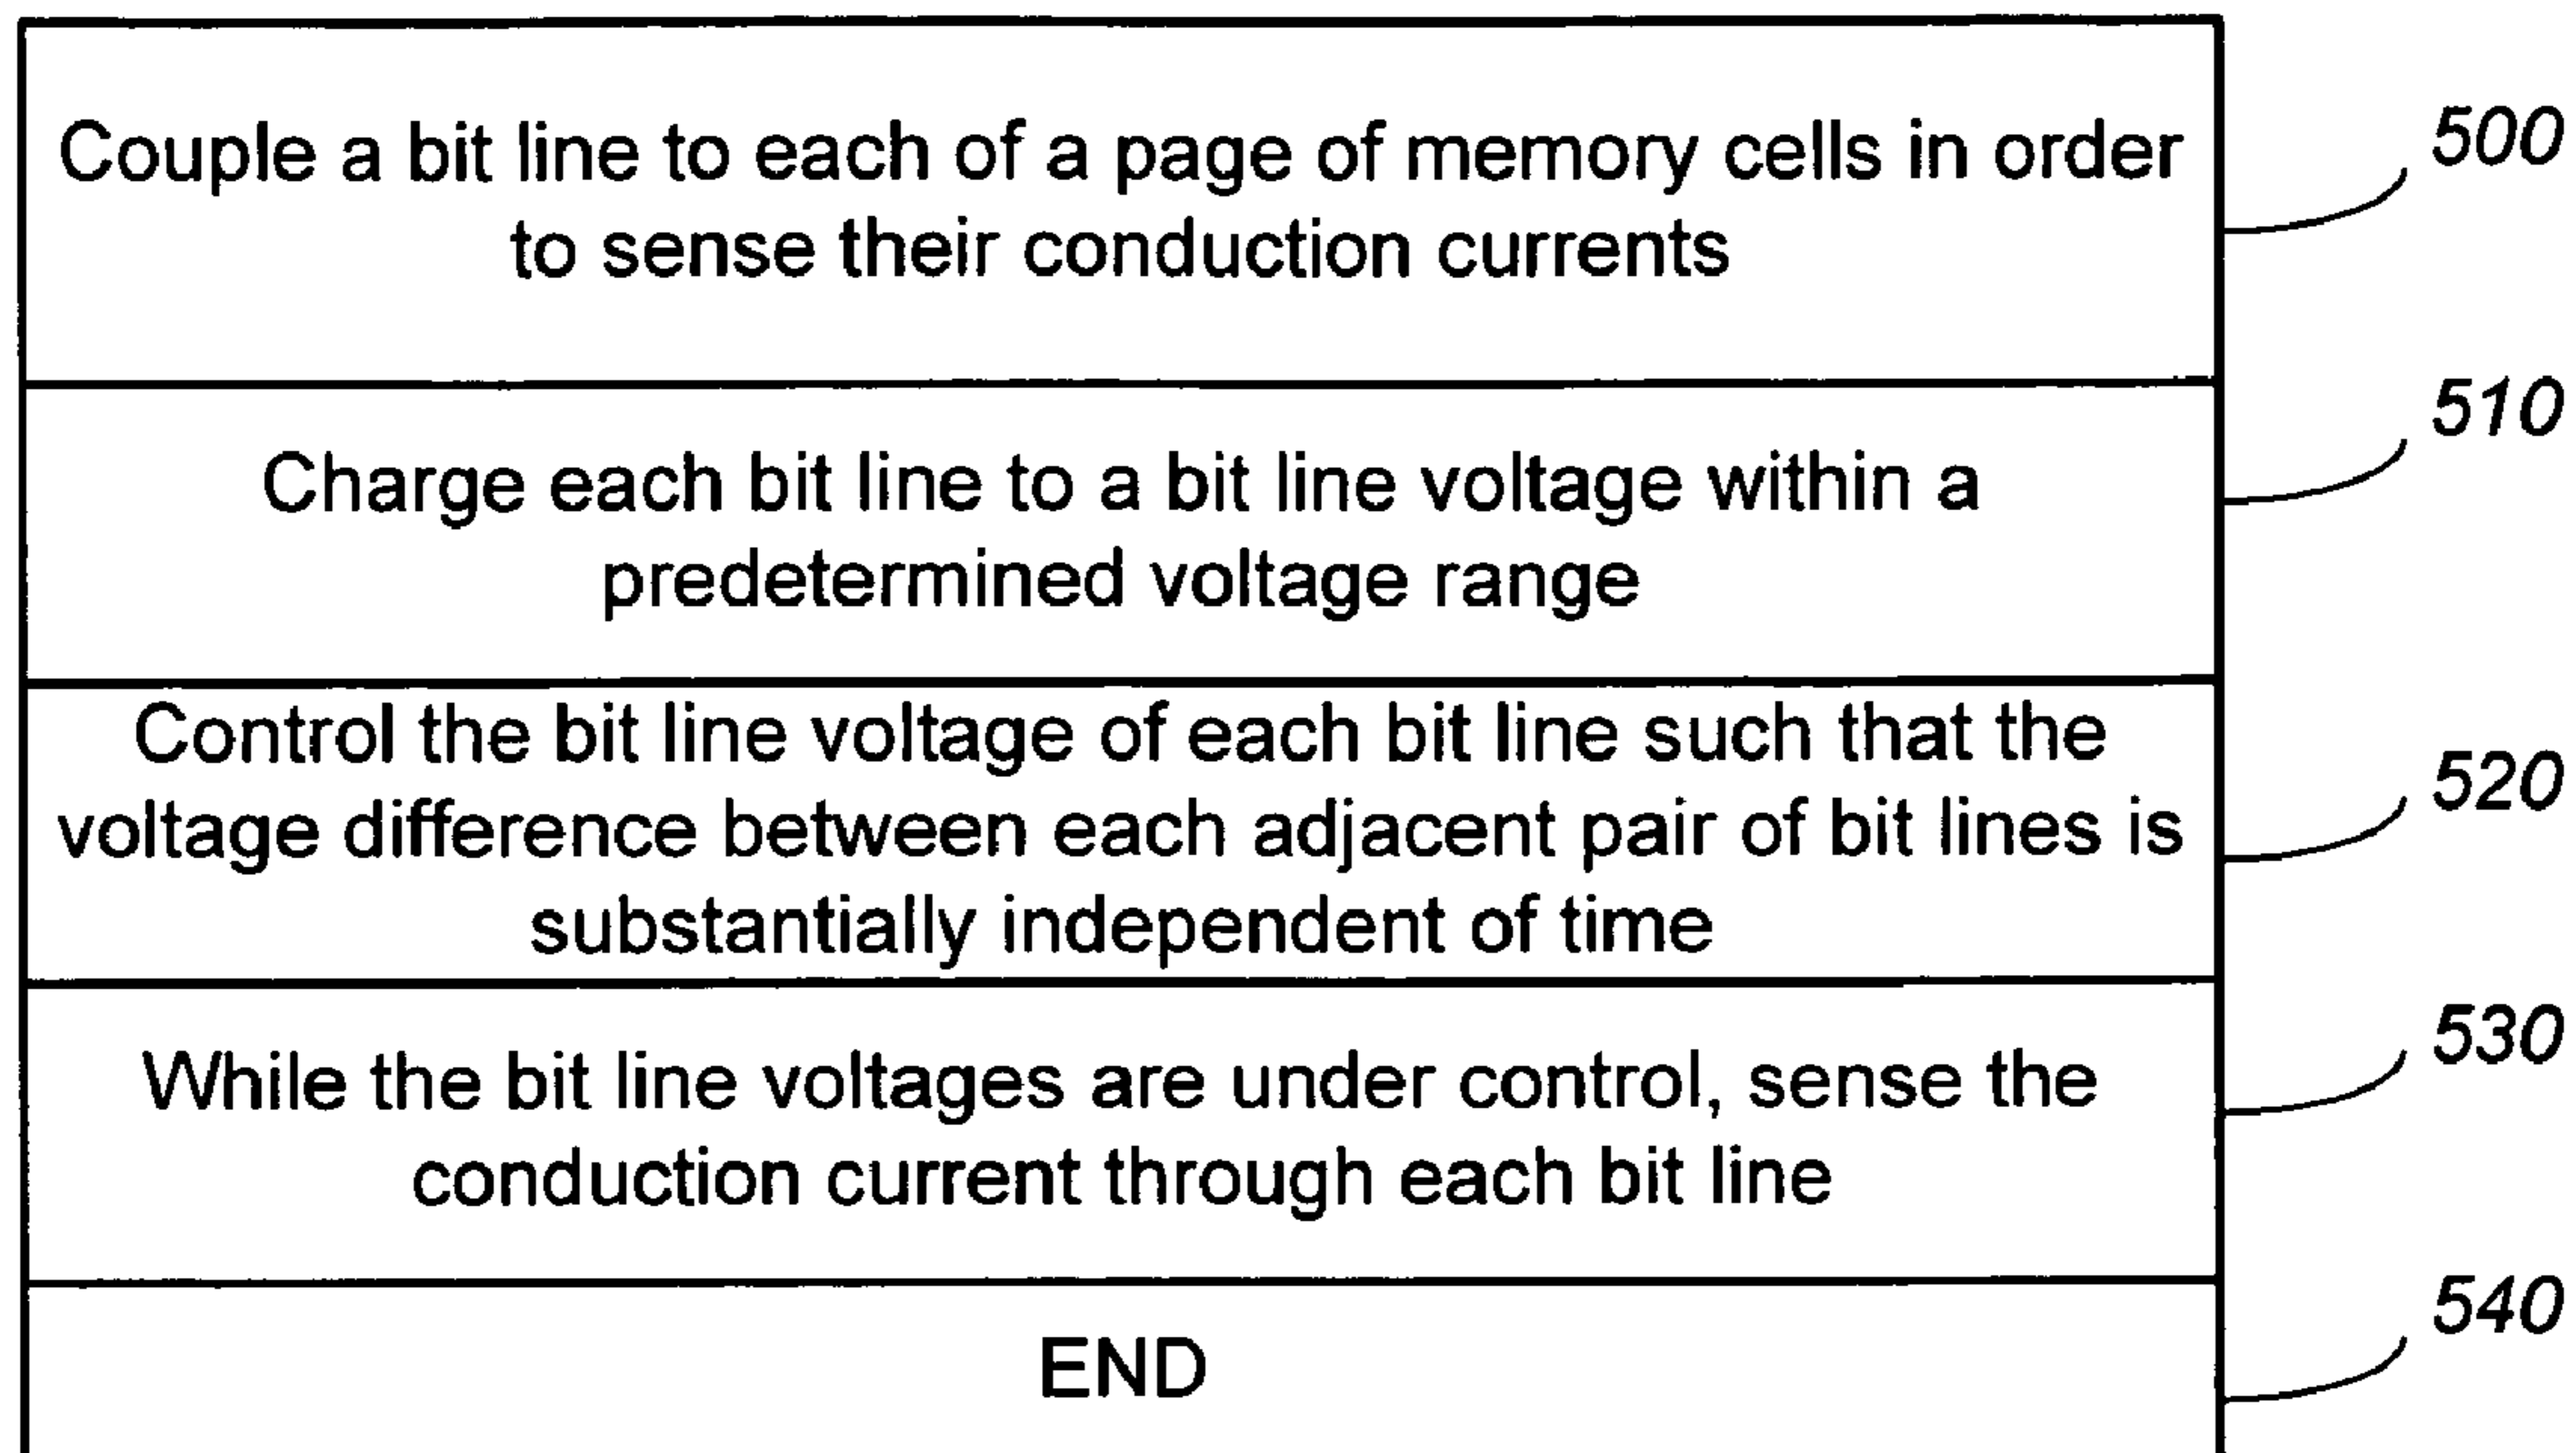 Couple a bit line to each of a page of memory cells in order
to sense their conduction currents
500
Charge each bit line to a bit line voltage within a
predetermined voltage range
510
Control the bit line voltage of each bit line such that the
voltage difference between each adjacent pair of bit lines is
substantially independent of time
520
While the bit line voltages are under control, sense the
conduction current through each bit line
530
END
540